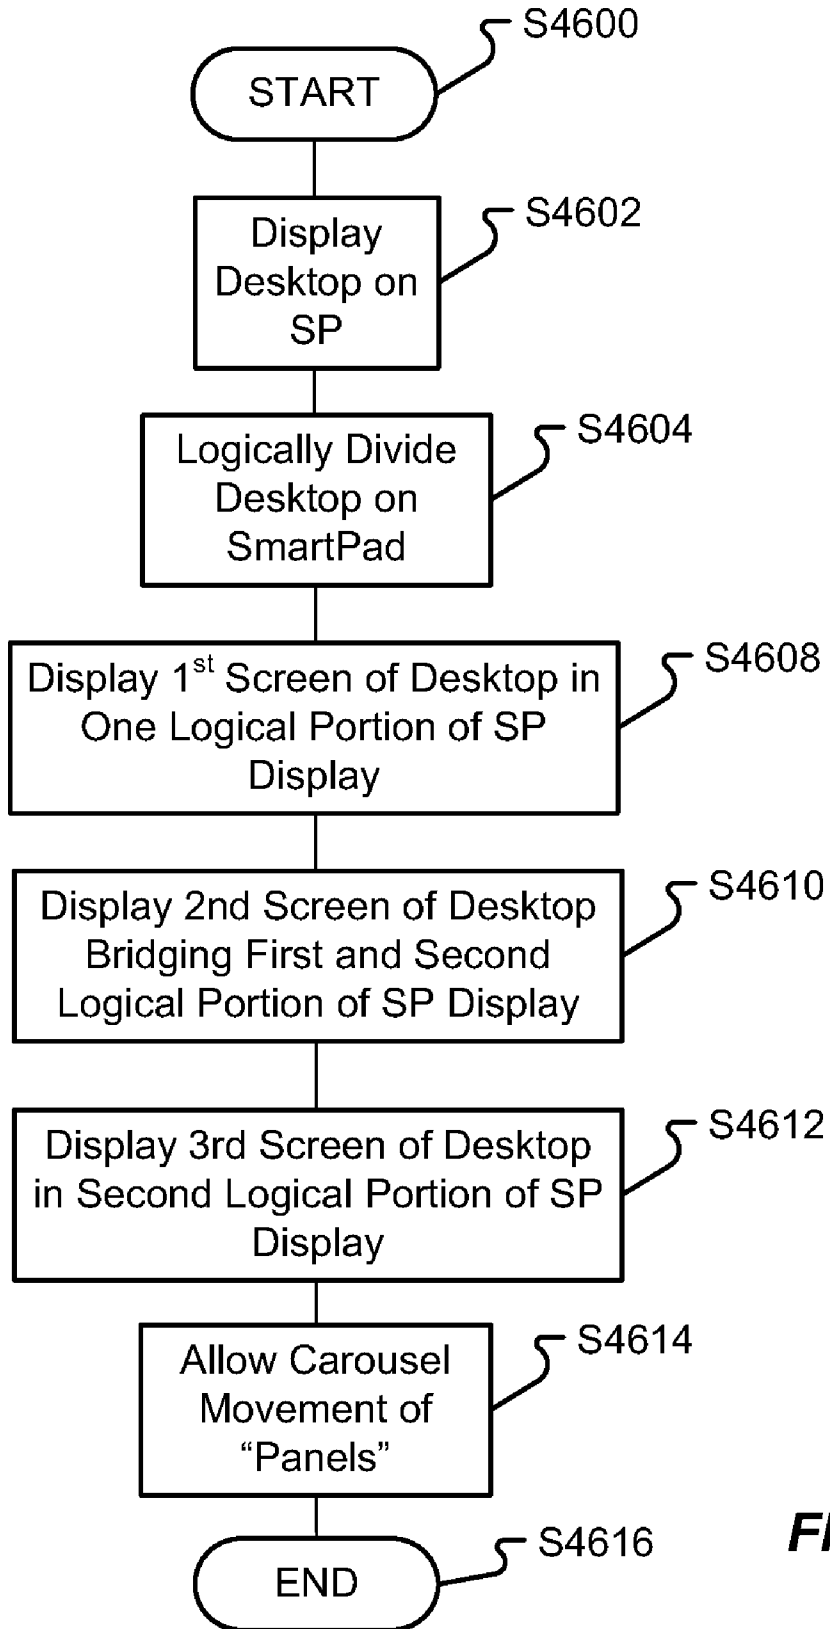 START
S4600
Display
Desktop on
SP
S4602
Logically Divide
Desktop on
SmartPad
S4604
Display 1st Screen of Desktop in
One Logical Portion of SP
Display
S4608
Display 2nd Screen of Desktop
Bridging First and Second
Logical Portion of SP Display
S4610
Display 3rd Screen of Desktop
in Second Logical Portion of SP
Display
S4612
Allow Carousel
Movement of
“Panels”
S4614
END
S4616